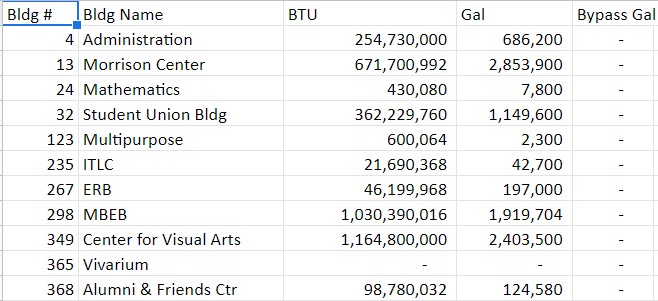 Bldg # Bldg Name BTU Gal Bypass Gal
4 Administration 254,730,000 686,200 -
13 Morrison Center 671,700,992 2,853,900 -
24 Mathematics 430,080 7,800 -
32 Student Union Bldg 362,229,760 1,149,600 -
123 Multipurpose 600,064 2,300 -
235 ITLC 21,690,368 42,700 -
267 ERB 46,199,968 197,000 -
298 MBEB 1,030,390,016 1,919,704 -
349 Center for Visual Arts 1,164,800,000 2,403,500 -
365 Vivarium - - -
368 Alumni & Friends Ctr 98,780,032 124,580 -